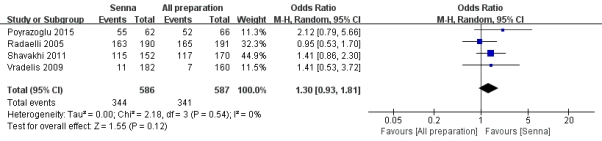 Senna All preparation Odds Ratio Odds Ratio
Study or Subgroup Events Total Events Total Weight M-H, Random, 95% CI M-H, Random, 95% CI
Poyrazoglu 2015 55 62 52 66 11.3% 2.12 [0.79, 5.66]
Radaelli 2005 163 190 165 191 36.3% 0.95 [0.53, 1.70]
Shavakhi 2011 115 152 117 170 41.1% 1.41 [0.86, 2.30]
Vradelis 2009 11 182 7 160 11.3% 1.41 [0.53, 3.72]
Total (95% CI) 586 587 100.0% 1.30 [0.93, 1.81]
Total events 344 341
Heterogeneity: Tau² = 0.00; Chi² = 2.18, df = 3 (P = 0.54); I² = 0%
Test for overall effect: Z = 1.55 (P = 0.12)
0.05 0.2 1 5 20
Favours [All preparation] Favours [Senna]